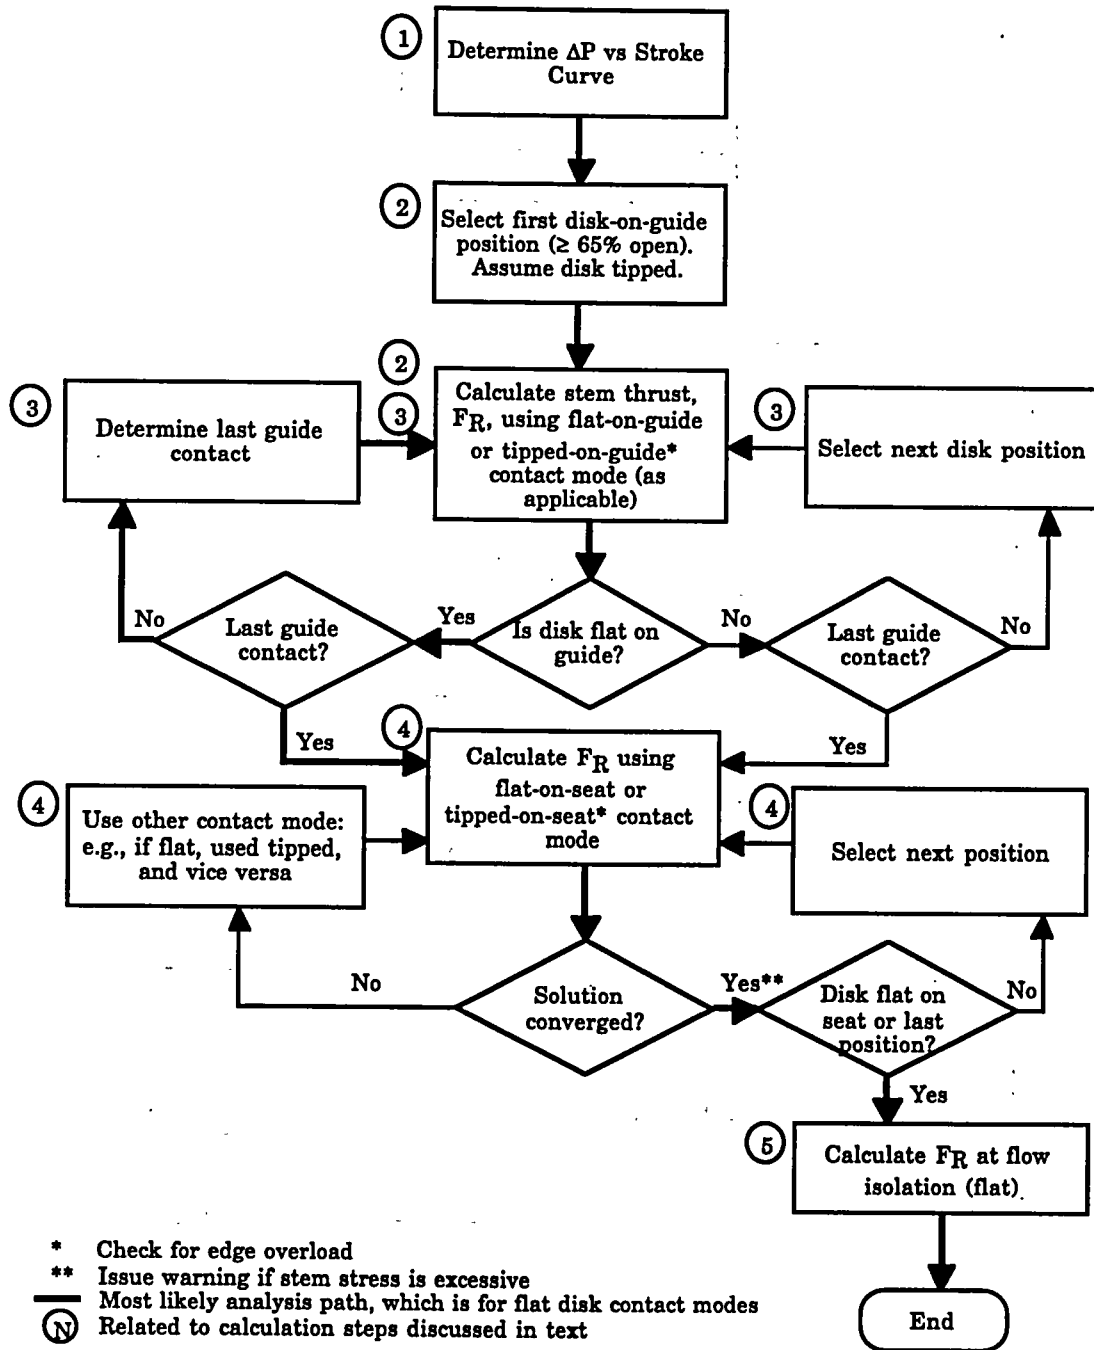 1
Determine ΔP vs Stroke
Curve
2
Select first disk-on-guide
position (≥ 65% open).
Assume disk tipped.
2
3
Calculate stem thrust,
FR, using flat-on-guide
or tipped-on-guide*
contact mode (as
applicable)
3
Determine last guide
contact
3
Select next disk position
No
Last guide
contact?
Yes
Is disk flat on
guide?
No
Last guide
contact?
No
Yes
4
Calculate FR using
flat-on-seat or
tipped-on-seat* contact
mode
Yes
4
Use other contact mode:
e.g., if flat, used tipped,
and vice versa
4
Select next position
No
Solution
converged?
Yes**
Disk flat on
seat or last
position?
No
Yes
5
Calculate FR at flow
isolation (flat)
End
* Check for edge overload
** Issue warning if stem stress is excessive
Most likely analysis path, which is for flat disk contact modes
N Related to calculation steps discussed in text